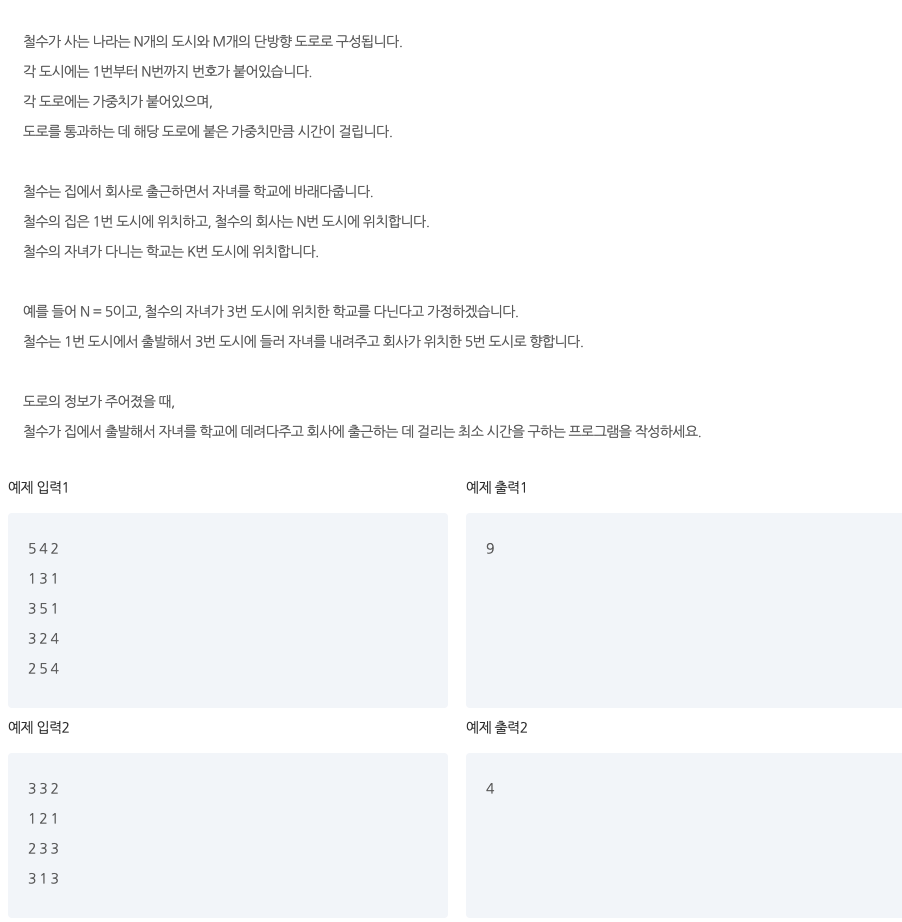 철수가 사는 나라는 N개의 도시와 M개의 단방향 도로로 구성됩니다.
각 도시에는 1번부터 N번까지 번호가 붙어있습니다.
각 도로에는 가중치가 붙어있으며,
도로를 통과하는 데 해당 도로에 붙은 가중치만큼 시간이 걸립니다.
철수는 집에서 회사로 출근하면서 자녀를 학교에 바래다줍니다.
철수의 집은 1번 도시에 위치하고, 철수의 회사는 N번 도시에 위치합니다.
철수의 자녀가 다니는 학교는 K번 도시에 위치합니다.
예를 들어 N = 5이고, 철수의 자녀가 3번 도시에 위치한 학교를 다닌다고 가정하겠습니다.
철수는 1번 도시에서 출발해서 3번 도시에 들러 자녀를 내려주고 회사가 위치한 5번 도시로 향합니다.
도로의 정보가 주어졌을 때,
철수가 집에서 출발해서 자녀를 학교에 데려다주고 회사에 출근하는 데 걸리는 최소 시간을 구하는 프로그램을 작성하세요.
예제 입력1
5 4 2
1 3 1
3 5 1
3 2 4
2 5 4
예제 출력1
9
예제 입력2
3 3 2
1 2 1
2 3 3
3 1 3
예제 출력2
4